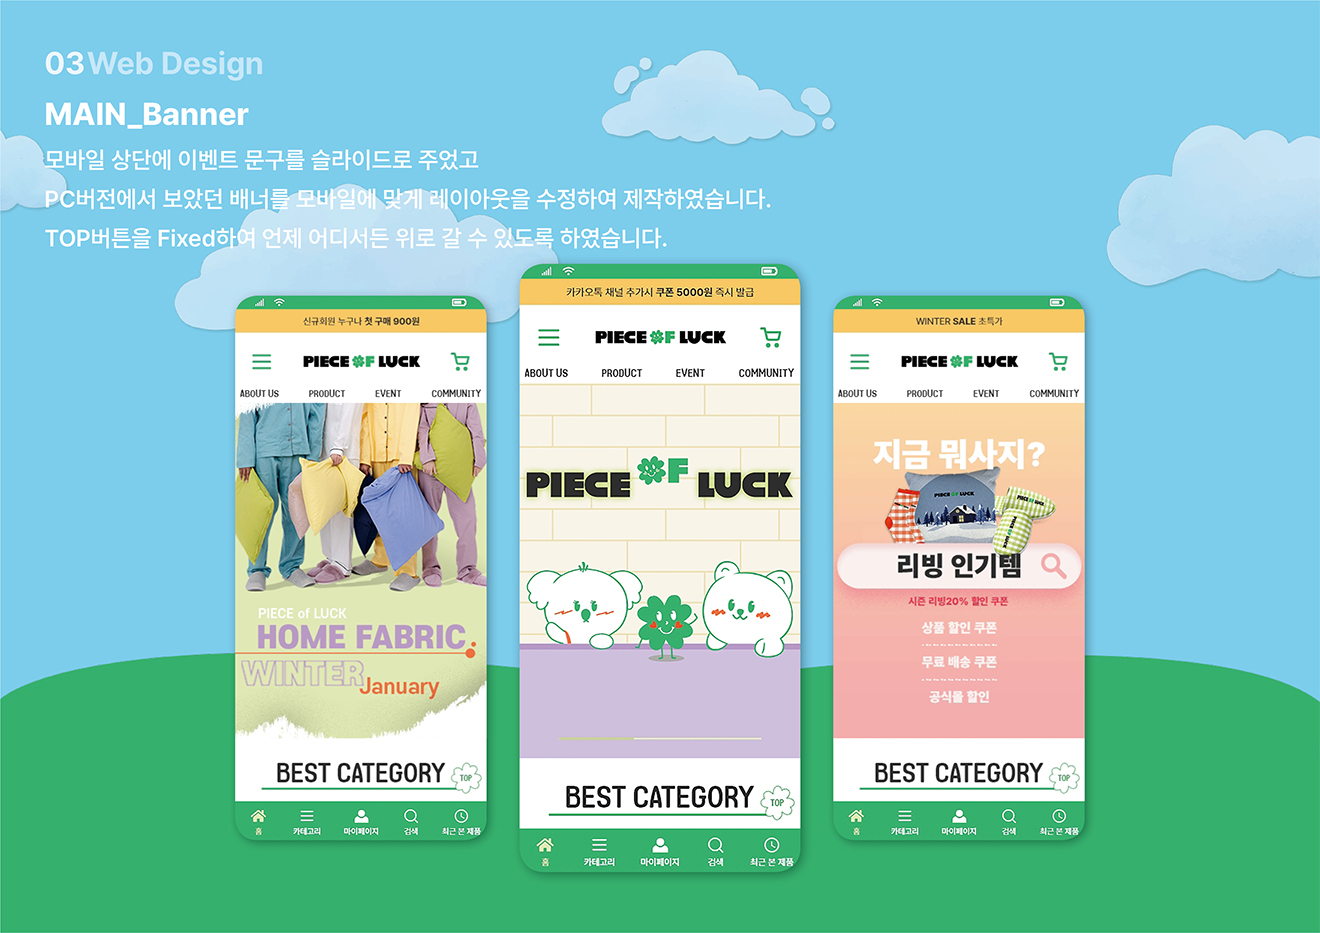 03 Web Design
MAIN_Banner
모바일 상단에 이벤트 문구를 슬라이드로 주었고
PC버전에서 보았던 배너를 모바일에 맞게 레이아웃을 수정하여 제작하였습니다.
TOP버튼을 Fixed하여 언제 어디서든 위로 갈 수 있도록 하였습니다.
신규회원 누구나 첫 구매 900원
PIECE OF LUCK
ABOUT US PRODUCT EVENT COMMUNITY
PIECE of LUCK
HOME FABRIC
WINTER
January
BEST CATEGORY
TOP
홈 카테고리 마이페이지 검색 최근 본 제품
카카오톡 채널 추가시 쿠폰 5000원 즉시 발급
PIECE OF LUCK
ABOUT US PRODUCT EVENT COMMUNITY
PIECE OF LUCK
BEST CATEGORY
TOP
홈 카테고리 마이페이지 검색 최근 본 제품
WINTER SALE 초특가
PIECE OF LUCK
ABOUT US PRODUCT EVENT COMMUNITY
지금 뭐사지?
PIECE OF LUCK
PIECE OF LUCK
PIECE OF LUCK
리빙 인기템
시즌 리빙20% 할인 쿠폰
상품 할인 쿠폰
무료 배송 쿠폰
공식몰 할인
BEST CATEGORY
TOP
홈 카테고리 마이페이지 검색 최근 본 제품